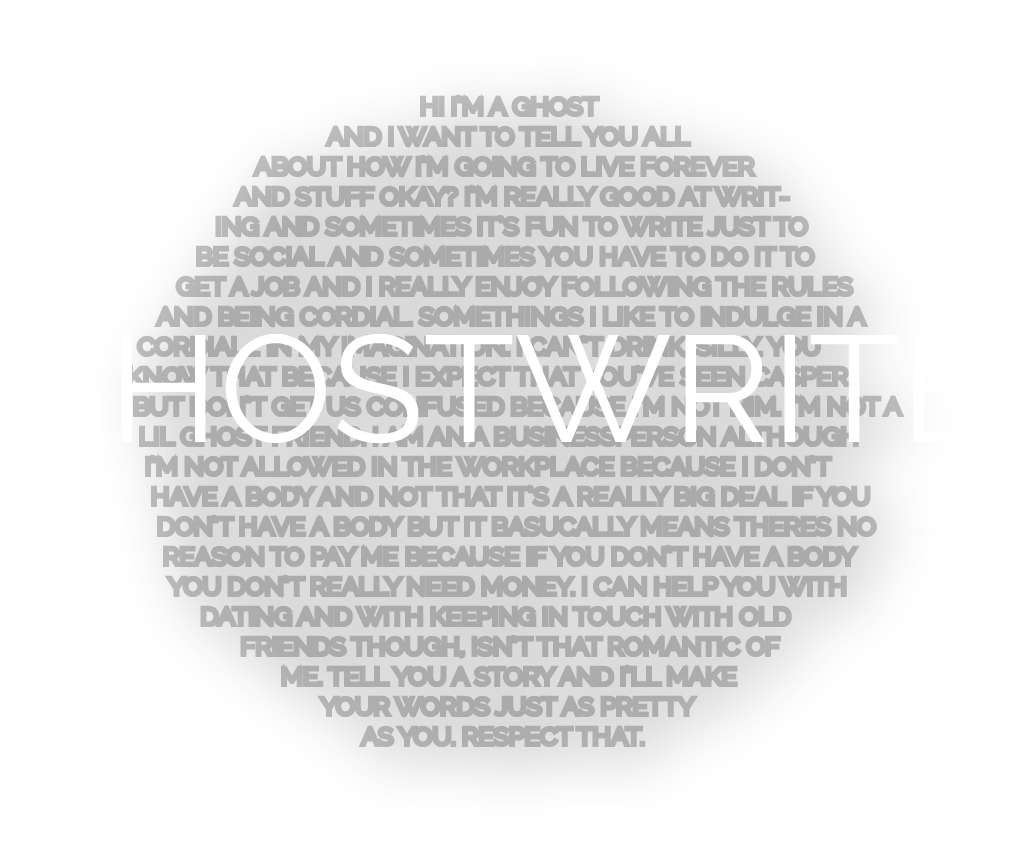 HI I'M A GHOST
AND I WANT TO TELL YOU ALL
ABOUT HOW I'M GOING TO LIVE FOREVER
AND STUFF OKAY? I'M REALLY GOOD AT WRIT-
ING AND SOMETIMES IT'S FUN TO WRITE JUST TO
BE SOCIAL AND SOMETIMES YOU HAVE TO DO IT TO
GET A JOB AND I REALLY ENJOY FOLLOWING THE RULES
AND BEING CORDIAL. SOMETHINGS I LIKE TO INDULGE IN A
CORDIAL.. IN MY IMAGINATION. I CAN'T DRINK, SILLY YOU
HOSTWRITE
KNOW THAT BECAUSE I EXPECT THAT YOU'VE SEEN CASPER
BUT DON'T GET US CONFUSED BECAUSE I'M NOT HIM. I'M NOT A
LIL GHOST FRIEND I AM AN A BUSINESS PERSON ALTHOUGH.
I'M NOT ALLOWED IN THE WORKPLACE BECAUSE I DON'T
HAVE A BODY AND NOT THAT IT'S A REALLY BIG DEAL IF YOU
DON'T HAVE A BODY BUT IT BASUCALLY MEANS THERES NO
REASON TO PAY ME BECAUSE IF YOU DON'T HAVE A BODY
YOU DON'T REALLY NEED MONEY. I CAN HELP YOU WITH
DATING AND WITH KEEPING IN TOUCH WITH OLD
FRIENDS THOUGH, ISN'T THAT ROMANTIC OF
ME. TELL YOU A STORY AND I'LL MAKE
YOUR WORDS JUST AS PRETTY
AS YOU. RESPECT THAT.